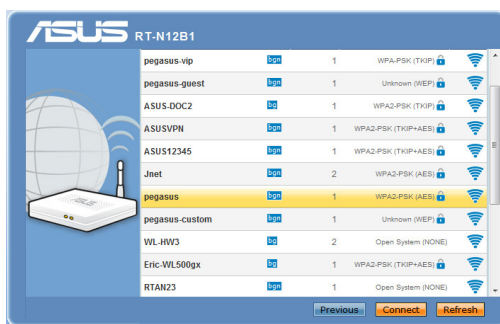 ASUS RT-N12B1
pegasus-vip bgn 1 WPA-PSK (TKIP)
pegasus-guest bgn 1 Unknown (WEP)
ASUS-DOC2 bg 1 WPA2-PSK (TKIP)
ASUSVPN bgn 1 WPA2-PSK (TKIP+AES)
ASUS12345 bgn 1 WPA2-PSK (TKIP+AES)
Jnet bgn 2 WPA2-PSK (AES)
pegasus bgn 1 WPA2-PSK (AES)
pegasus-custom bgn 1 Unknown (WEP)
WL-HW3 bg 2 Open System (NONE)
Eric-WL500gx bg 1 WPA2-PSK (TKIP+AES)
RTAN23 bgn 1 Open System (NONE)
ASUS
Previous Connect Refresh